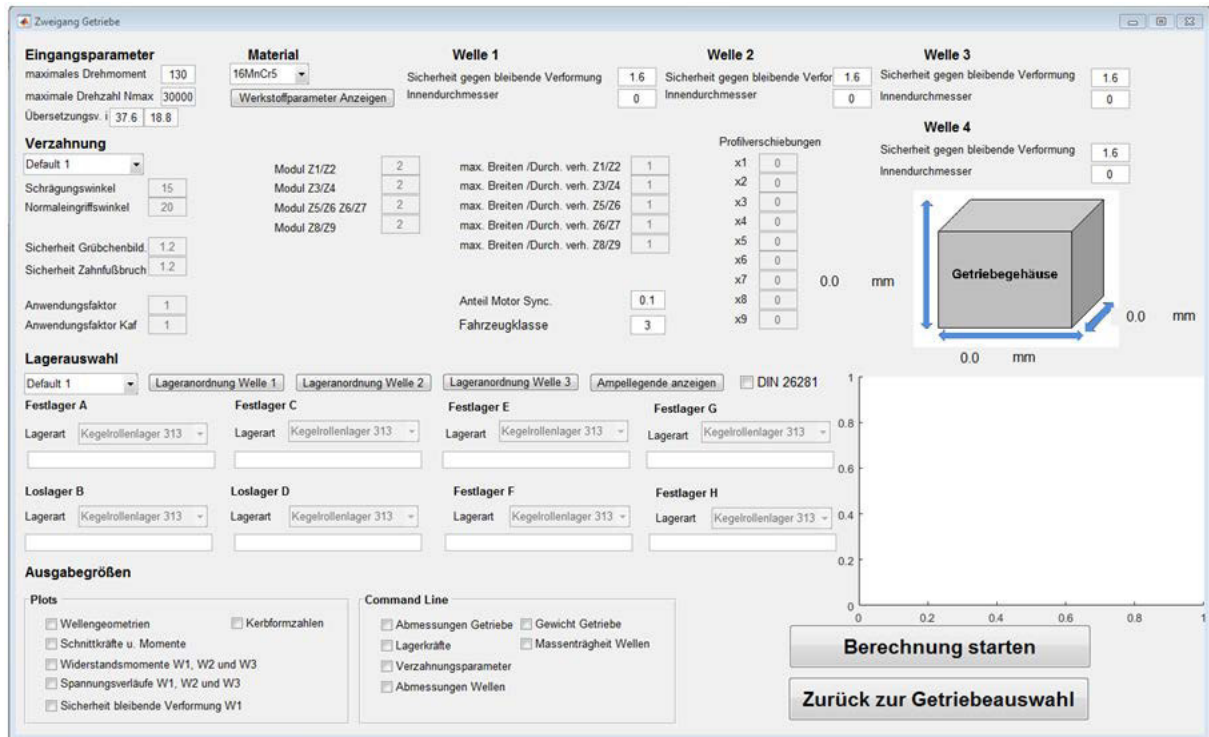 Zweigang Getriebe
Eingangsparameter
maximales Drehmoment 130
maximale Drehzahl Nmax 30000
Übersetzungsv. i 37.6 18.8
Material
16MnCr5
Werkstoffparameter Anzeigen
Welle 1
Sicherheit gegen bleibende Verformung 1.6
Innendurchmesser 0
Welle 2
Sicherheit gegen bleibende Verfor 1.6
Innendurchmesser 0
Welle 3
Sicherheit gegen bleibende Verformung 1.6
Innendurchmesser 0
Welle 4
Sicherheit gegen bleibende Verformung 1.6
Innendurchmesser 0
Verzahnung
Default 1
Schrägungswinkel 15
Normaleingriffswinkel 20
Sicherheit Grübchenbild. 1.2
Sicherheit Zahnfußbruch 1.2
Anwendungsfaktor 1
Anwendungsfaktor Kaf 1
Modul Z1/Z2 2
Modul Z3/Z4 2
Modul Z5/Z6 Z6/Z7 2
Modul Z8/Z9 2
max. Breiten /Durch. verh. Z1/Z2 1
max. Breiten /Durch. verh. Z3/Z4 1
max. Breiten /Durch. verh. Z5/Z6 1
max. Breiten /Durch. verh. Z6/Z7 1
max. Breiten /Durch. verh. Z8/Z9 1
Anteil Motor Sync. 0.1
Fahrzeugklasse 3
Profilverschiebungen
x1 0
x2 0
x3 0
x4 0
x5 0
x6 0
x7 0
x8 0
x9 0
0.0 mm
Getriebegehäuse
0.0 mm
0.0 mm
Lagerauswahl
Default 1
Lageranordnung Welle 1
Lageranordnung Welle 2
Lageranordnung Welle 3
Ampellegende anzeigen
DIN 26281
Festlager A
Lagerart Kegelrollenlager 313
Festlager C
Lagerart Kegelrollenlager 313
Festlager E
Lagerart Kegelrollenlager 313
Festlager G
Lagerart Kegelrollenlager 313
Loslager B
Lagerart Kegelrollenlager 313
Loslager D
Lagerart Kegelrollenlager 313
Festlager F
Lagerart Kegelrollenlager 313
Festlager H
Lagerart Kegelrollenlager 313
1
0.8
0.6
0.4
0.2
0
0 0.2 0.4 0.6 0.8 1
Ausgabegrößen
Plots
Wellengeometrien
Kerbformzahlen
Schnittkräfte u. Momente
Widerstandsmomente W1, W2 und W3
Spannungsverläufe W1, W2 und W3
Sicherheit bleibende Verformung W1
Command Line
Abmessungen Getriebe
Gewicht Getriebe
Lagerkräfte
Massenträgheit Wellen
Verzahnungsparameter
Abmessungen Wellen
Berechnung starten
Zurück zur Getriebeauswahl